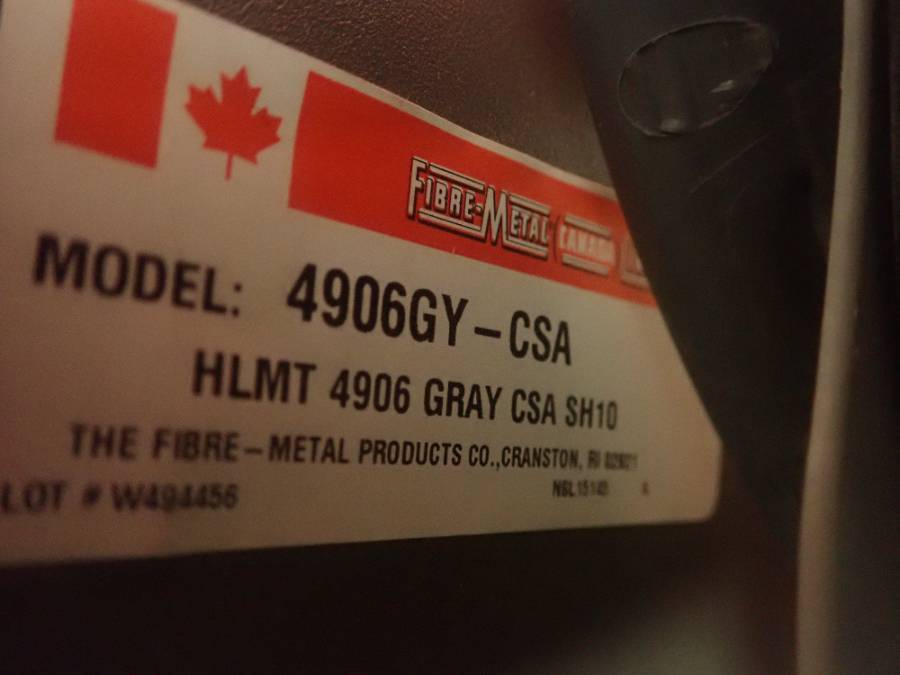 FIBRE-METAL CANADA
MODEL: 4906GY-CSA
HLMT 4906 GRAY CSA SH10
THE FIBRE-METAL PRODUCTS CO., CRANSTON, RI
LOT # W494456